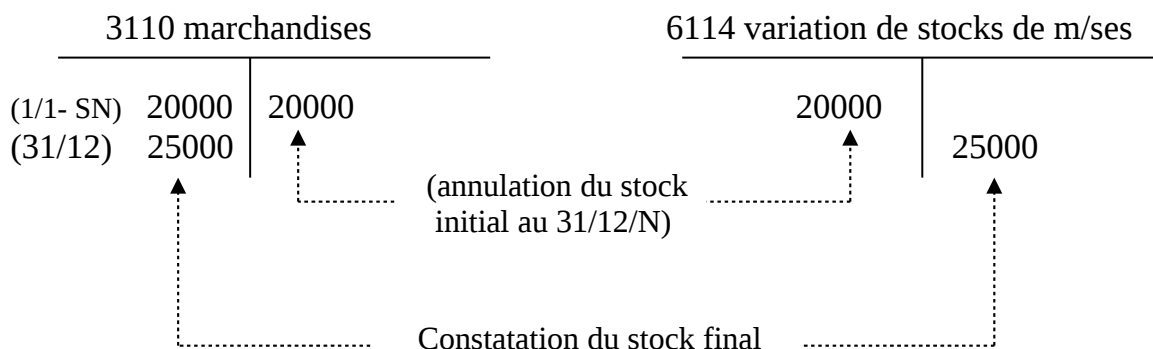 3110 marchandises
6114 variation de stocks de m/ses
(1/1- SN) 20000 20000
(31/12) 25000
20000
25000
(annulation du stock
initial au 31/12/N)
Constatation du stock final